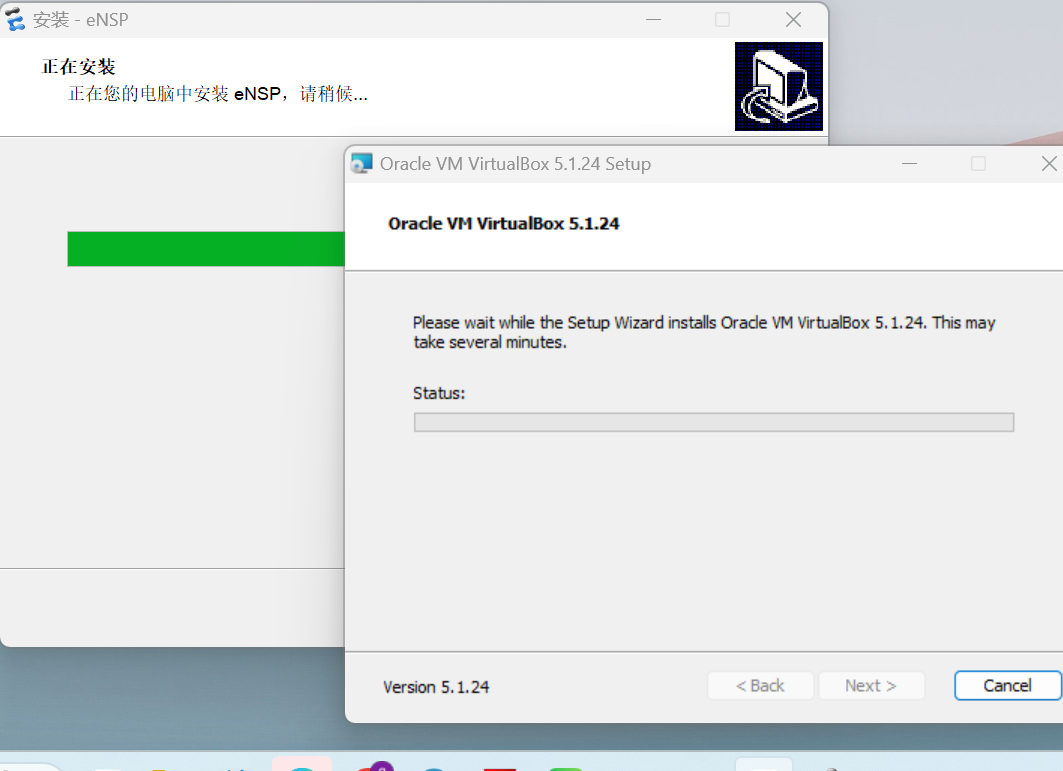 安装 - eNSP
正在安装
正在您的电脑中安装 eNSP，请稍候...
Oracle VM VirtualBox 5.1.24 Setup
Oracle VM VirtualBox 5.1.24
Please wait while the Setup Wizard installs Oracle VM VirtualBox 5.1.24. This may
take several minutes.
Status:
Version 5.1.24
< Back
Next >
Cancel